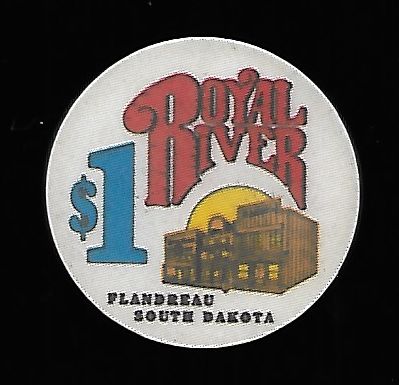 ROYAL
RIVER
$1
FLANDREAU
SOUTH DAKOTA